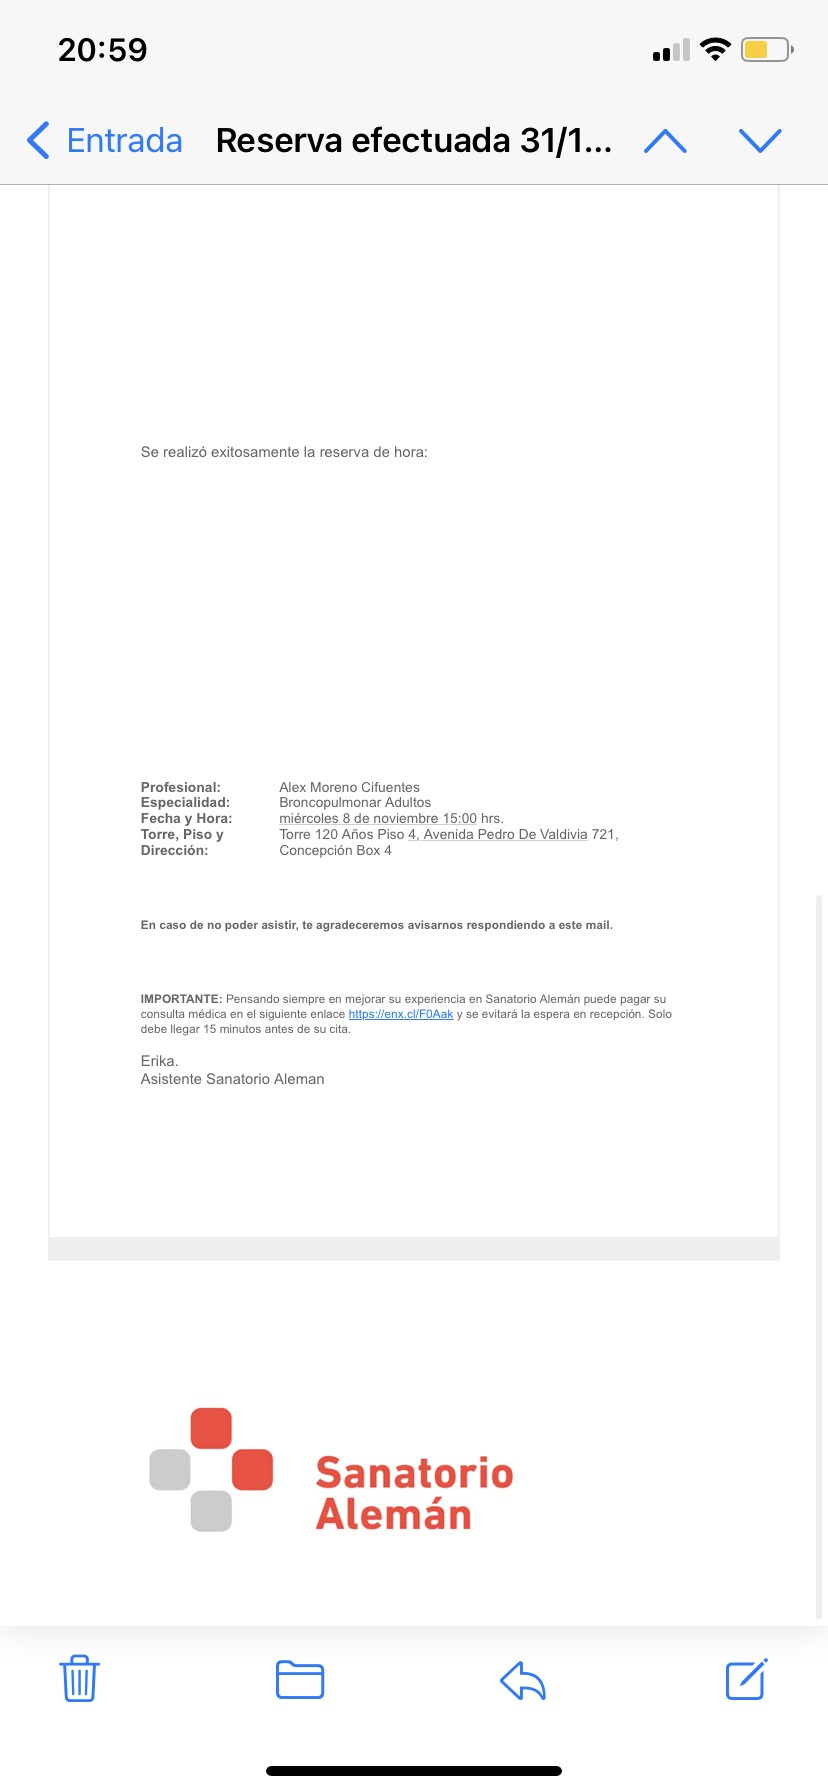 20:59
Entrada
Reserva efectuada 31/1...
Se realizó exitosamente la reserva de hora:
Profesional: Alex Moreno Cifuentes
Especialidad: Broncopulmonar Adultos
Fecha y Hora: miércoles 8 de noviembre 15:00 hrs.
Torre, Piso y Torre 120 Años Piso 4, Avenida Pedro De Valdivia 721,
Dirección: Concepción Box 4
En caso de no poder asistir, te agradeceremos avisarnos respondiendo a este mail.
IMPORTANTE: Pensando siempre en mejorar su experiencia en Sanatorio Alemán puede pagar su
consulta médica en el siguiente enlace https://enx.cl/F0Aak y se evitará la espera en recepción. Solo
debe llegar 15 minutos antes de su cita.
Erika.
Asistente Sanatorio Aleman
Sanatorio
Alemán